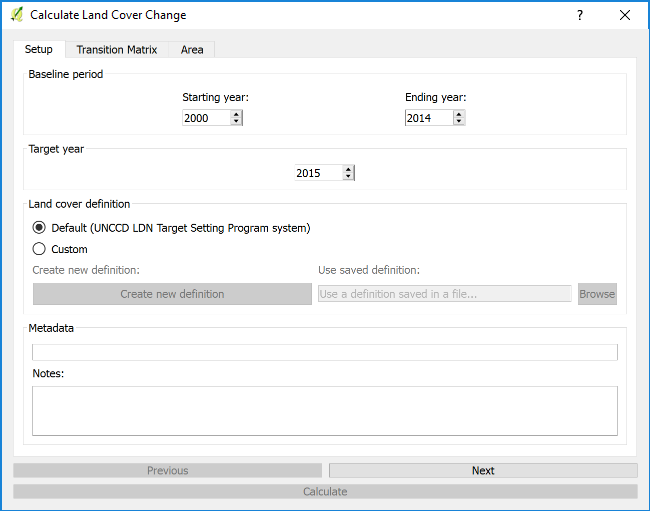 Calculate Land Cover Change
?
Setup Transition Matrix Area
Baseline period
Starting year: Ending year:
2000 2014
Target year
2015
Land cover definition
Default (UNCCD LDN Target Setting Program system)
Custom
Create new definition: Use saved definition:
Create new definition Use a definition saved in a file... Browse
Metadata
Notes:
Previous Next
Calculate